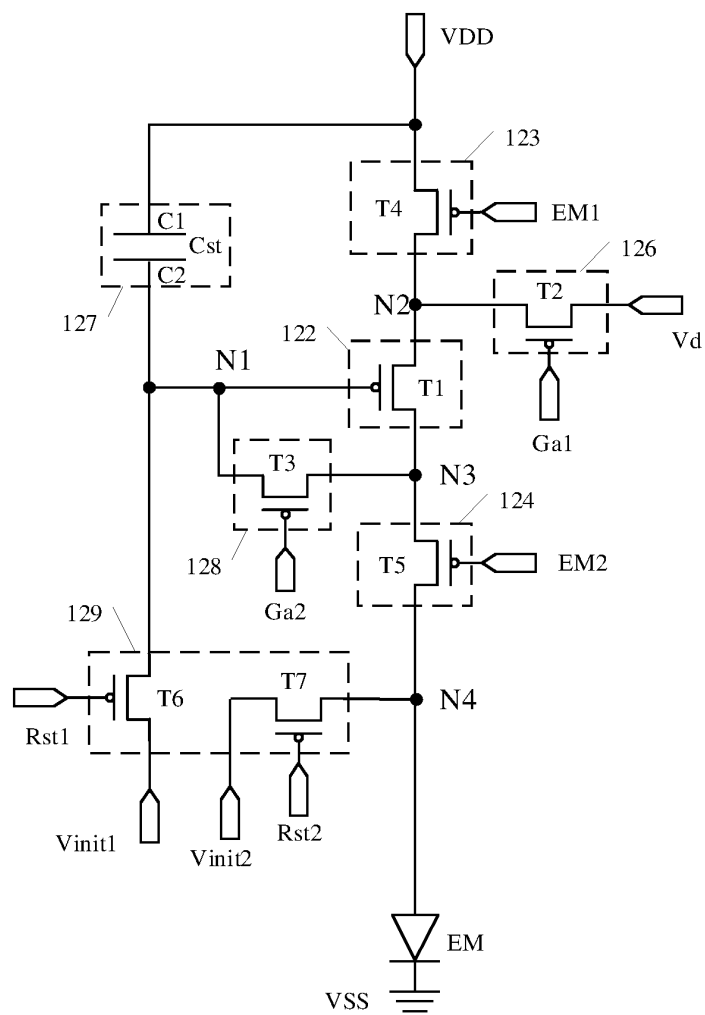 VDD
123
T4
EM1
C1
Cst
C2
126
127
N2
T2
122
Vd
N1
T1
Ga1
T3
N3
124
128
T5
EM2
Ga2
129
T7
T6
N4
Rst1
Rst2
Vinit1
Vinit2
EM
VSS